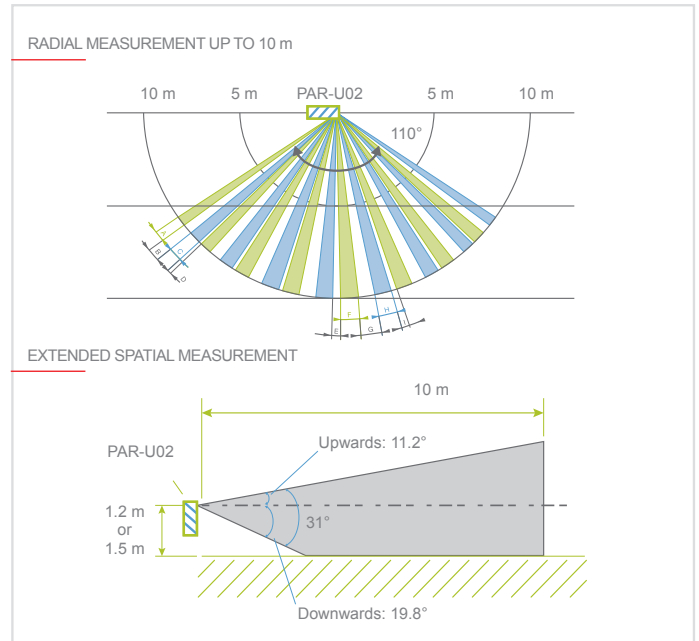 RADIAL MEASUREMENT UP TO 10 m
10 m 5 m PAR-U02 5 m 10 m
110°
A
B
C
D
E
F
G
H
I
EXTENDED SPATIAL MEASUREMENT
10 m
PAR-U02
Upwards: 11.2°
1.2 m
or
1.5 m
31°
Downwards: 19.8°